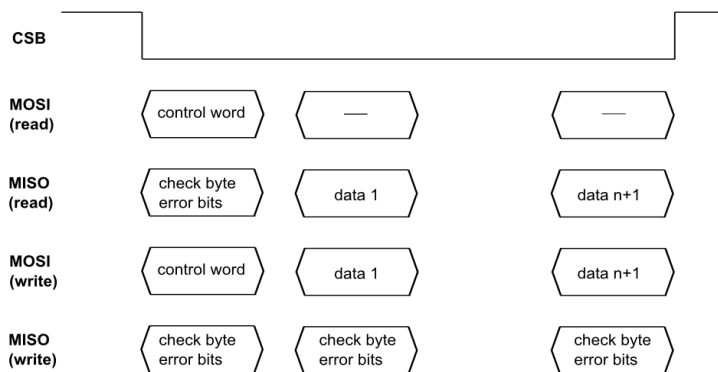 CSB
MOSI
(read)
control word
—
—
MISO
(read)
check byte
error bits
data 1
data n+1
MOSI
(write)
control word
data 1
data n+1
MISO
(write)
check byte
error bits
check byte
error bits
check byte
error bits